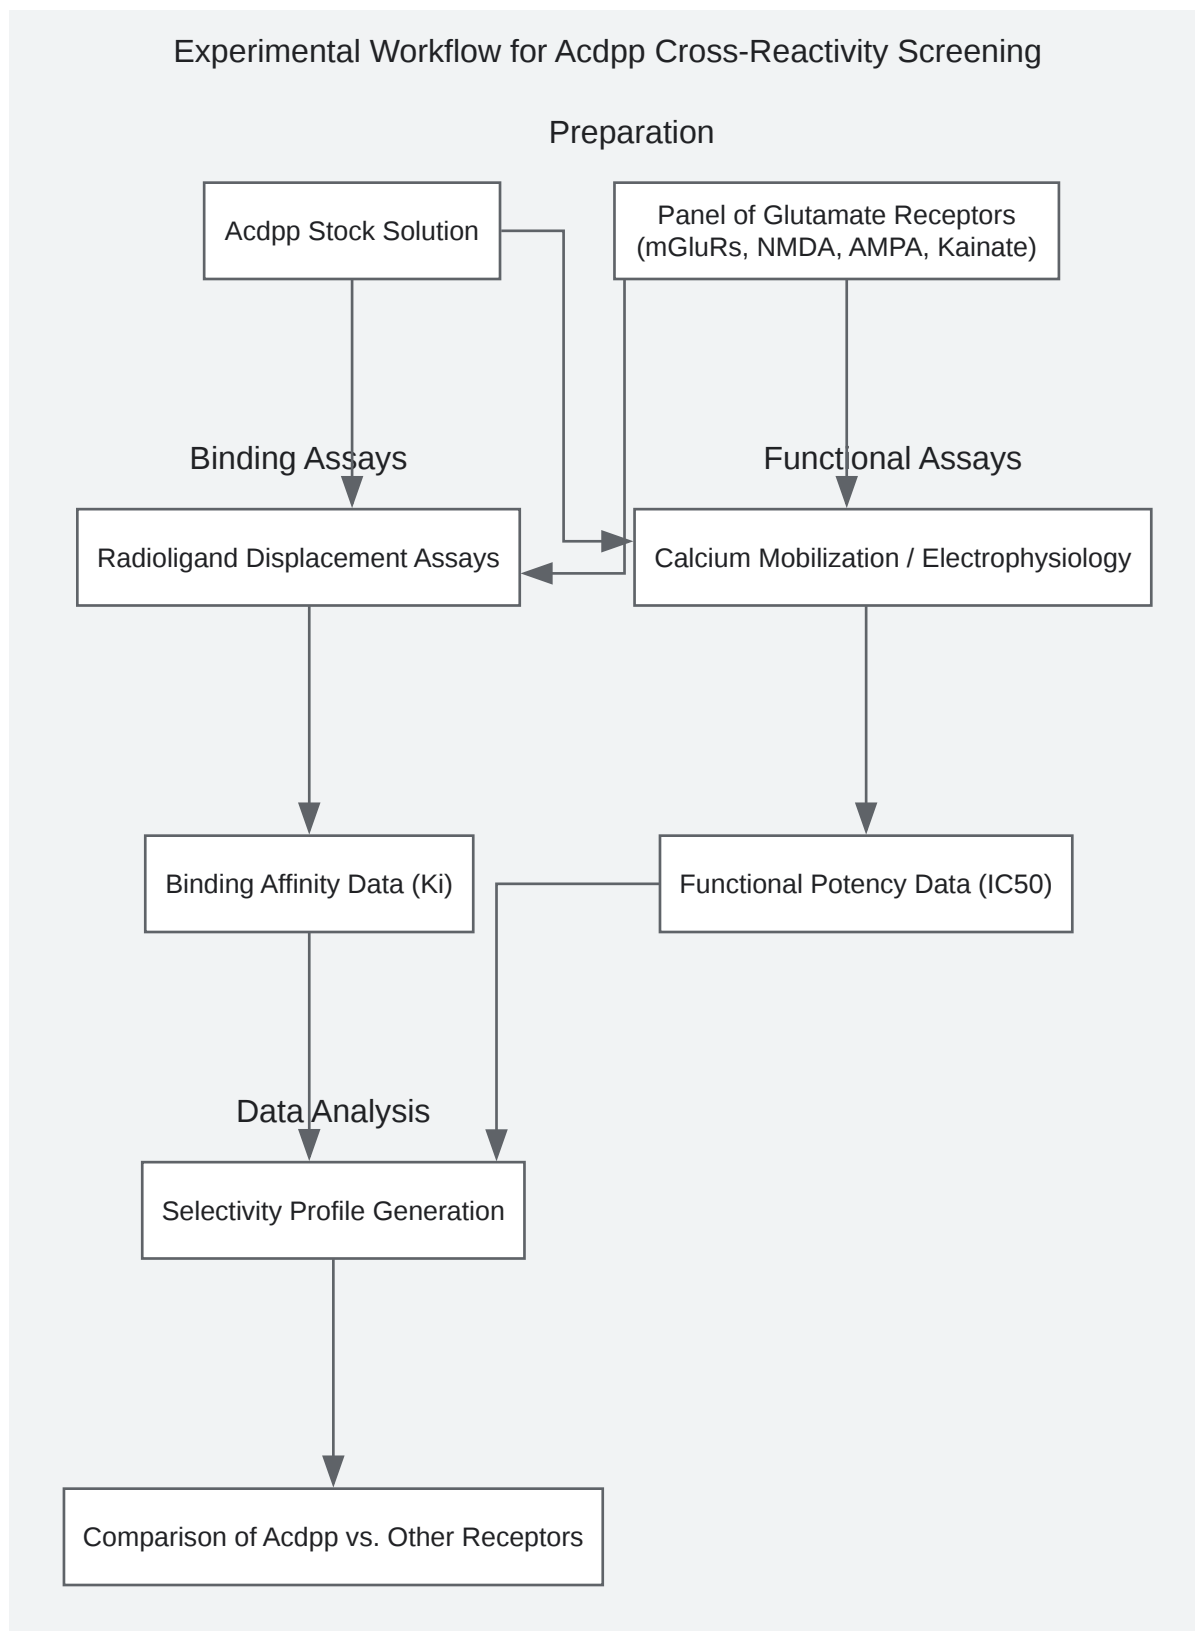 Experimental Workflow for Acdpp Cross-Reactivity Screening
Preparation
Acdpp Stock Solution
Panel of Glutamate Receptors
(mGluRs, NMDA, AMPA, Kainate)
Binding Assays
Functional Assays
Radioligand Displacement Assays
Calcium Mobilization / Electrophysiology
Binding Affinity Data (Ki)
Functional Potency Data (IC50)
Data Analysis
Selectivity Profile Generation
Comparison of Acdpp vs. Other Receptors